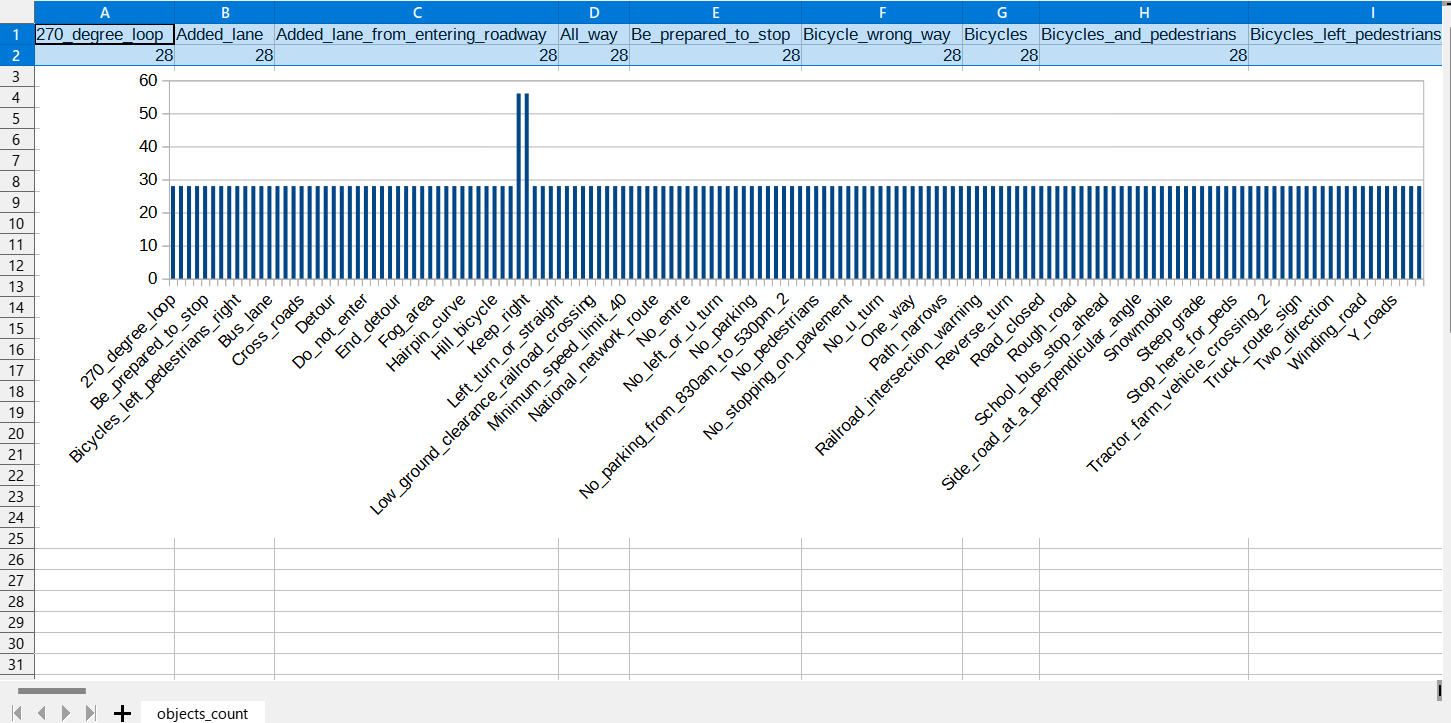 A B C D E F G H I
1 270_degree_loop Added_lane Added_lane_from_entering_roadway All_way Be_prepared_to_stop Bicycle_wrong_way Bicycles Bicycles_and_pedestrians Bicycles_left_pedestrians
2 28 28 28 28 28 28 28 28
3
4
5
6
7
8
9
10
11
12
13
14
15
16
17
18
19
20
21
22
23
24
25
26
27
28
29
30
31
60
50
40
30
20
10
0
270_degree_loop
Be_prepared_to_stop
Bicycles_left_pedestrians_right
Bus_lane
Cross_roads
Detour
Do_not_enter
End_detour
Fog_area
Hairpin_curve
Hill_bicycle
Keep_right
Left_turn_or_straight
Low_ground_clearance_railroad_crossing
Minimum_speed_limit_40
National_network_route
No_entre
No_left_or_u_turn
No_parking
No_parking_from_830am_to_530pm_2
No_pedestrians
No_stopping_on_pavement
No_u_turn
One_way
Path_narrows
Railroad_intersection_warning
Reverse_turn
Road_closed
Rough_road
School_bus_stop_ahead
Side_road_at_a_perpendicular_angle
Snowmobile
Steep grade
Stop_here_for_peds
Tractor_farm_vehicle_crossing_2
Truck_route_sign
Two_direction
Winding_road
Y_roads
objects_count